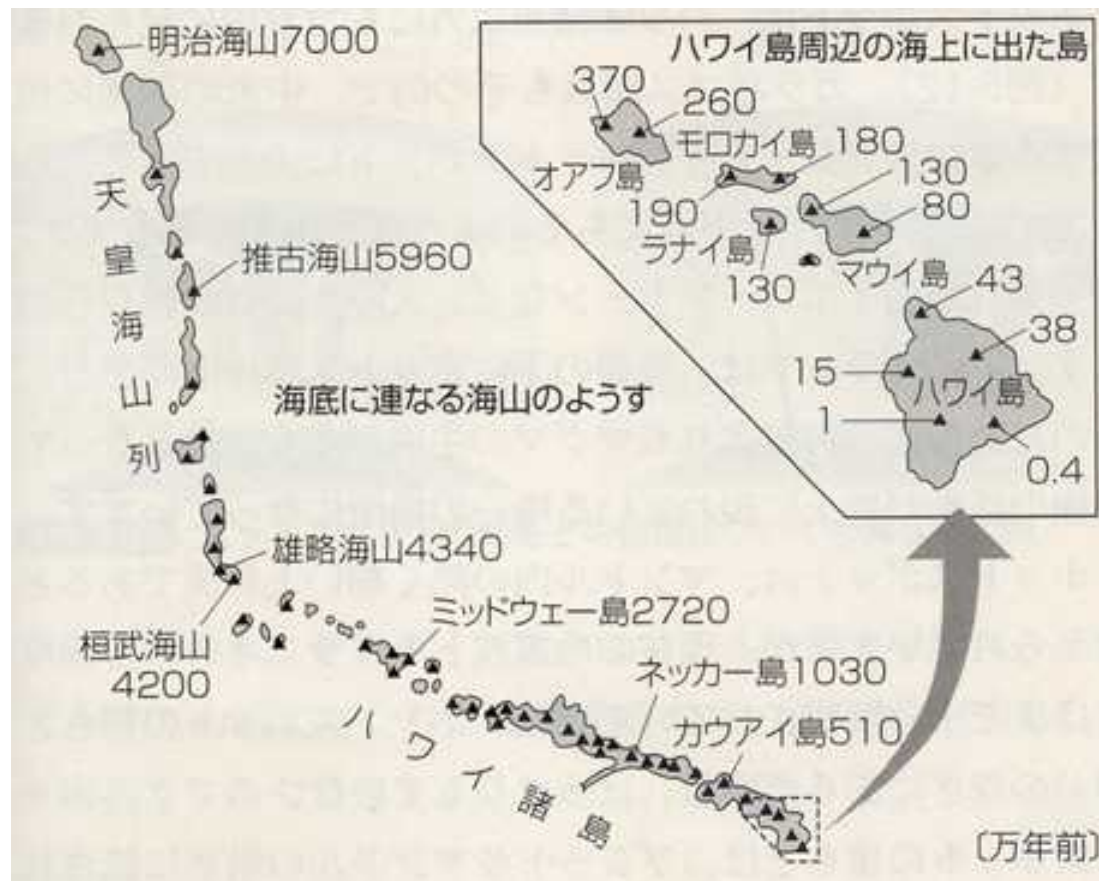 明治海山7000
天皇海山列
推古海山5960
海底に連なる海山のようす
雄略海山4340
桓武海山
4200
ミッドウェー島2720
ネッカー島1030
カウアイ島510
ハワイ諸島
〔万年前〕
ハワイ島周辺の海上に出た島
370
260
オアフ島
モロカイ島
180
190
130
80
ラナイ島
130
マウイ島
43
38
15
ハワイ島
1
0.4